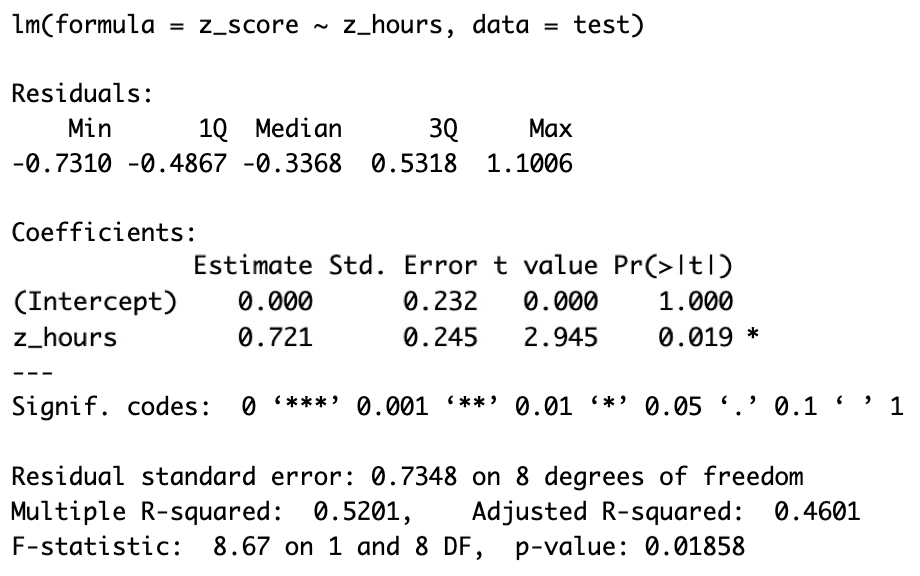 lm(formula = z_score ~ z_hours, data = test)
Residuals:
Min 1Q Median 3Q Max
-0.7310 -0.4867 -0.3368 0.5318 1.1006
Coefficients:
Estimate Std. Error t value Pr(>|t|)
(Intercept) 0.000 0.232 0.000 1.000
z_hours 0.721 0.245 2.945 0.019 *
---
Signif. codes: 0 ‘***’ 0.001 ‘**’ 0.01 ‘*’ 0.05 ‘.’ 0.1 ‘ ’ 1
Residual standard error: 0.7348 on 8 degrees of freedom
Multiple R-squared: 0.5201, Adjusted R-squared: 0.4601
F-statistic: 8.67 on 1 and 8 DF, p-value: 0.01858